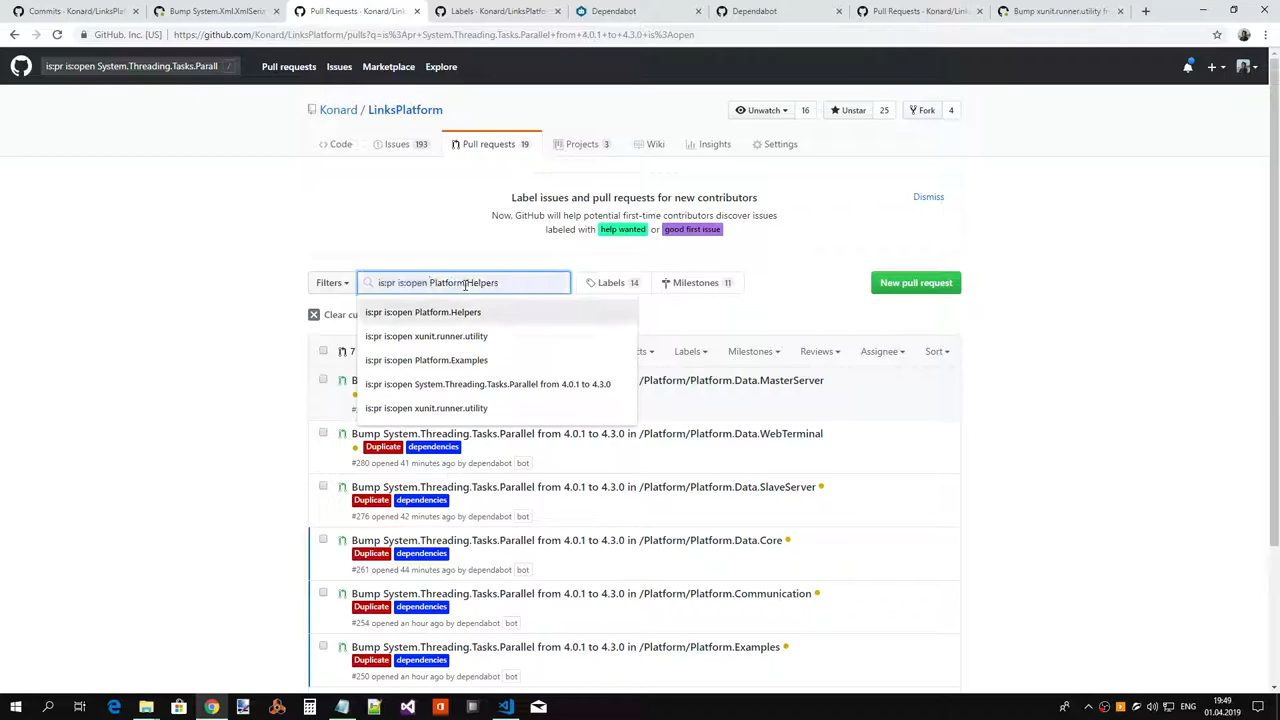 Commits · Konard/LinksPlatf
Bump System.Xml.XmlSeria
Pull Requests · Konard/Link
Labels · Konard/LinksPlatfo
Dependabot
Dependabot
Pull Requests · Konard/Link
Bump xunit.runner.utility fr
GitHub, Inc. [US] | https://github.com/Konard/LinksPlatform/pulls?q=is%3Apr+System.Threading.Tasks.Parallel+from+4.0.1+to+4.3.0+is%3Aopen
is:pr is:open System.Threading.Tasks.Parall /
Pull requests Issues Marketplace Explore
Konard / LinksPlatform
Unwatch 16 Unstar 25 Fork 4
Code Issues 193 Pull requests 19 Projects 3 Wiki Insights Settings
Label issues and pull requests for new contributors
Dismiss
Now, GitHub will help potential first-time contributors discover issues
labeled with help wanted or good first issue
Filters is:pr is:open Platform.Helpers Labels 14 Milestones 11 New pull request
is:pr is:open Platform.Helpers
Clear cu
is:pr is:open xunit.runner.utility
7 cts Labels Milestones Reviews Assignee Sort
is:pr is:open Platform.Examples
is:pr is:open System.Threading.Tasks.Parallel from 4.0.1 to 4.3.0
B /Platform/Platform.Data.MasterServer
is:pr is:open xunit.runner.utility
Bump System.Threading.Tasks.Parallel from 4.0.1 to 4.3.0 in /Platform/Platform.Data.WebTerminal
Duplicate dependencies
#280 opened 41 minutes ago by dependabot bot
Bump System.Threading.Tasks.Parallel from 4.0.1 to 4.3.0 in /Platform/Platform.Data.SlaveServer
Duplicate dependencies
#276 opened 42 minutes ago by dependabot bot
Bump System.Threading.Tasks.Parallel from 4.0.1 to 4.3.0 in /Platform/Platform.Data.Core
Duplicate dependencies
#261 opened 44 minutes ago by dependabot bot
Bump System.Threading.Tasks.Parallel from 4.0.1 to 4.3.0 in /Platform/Platform.Communication
Duplicate dependencies
#254 opened an hour ago by dependabot bot
Bump System.Threading.Tasks.Parallel from 4.0.1 to 4.3.0 in /Platform/Platform.Examples
Duplicate dependencies
#250 opened an hour ago by dependabot bot
ENG
19:49
01.04.2019